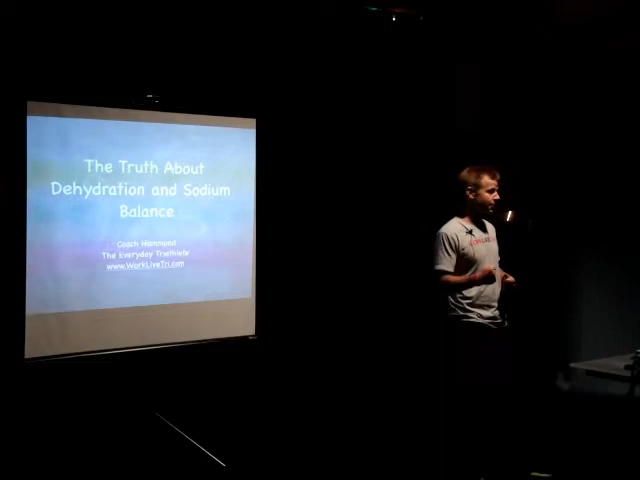 The Truth About
Dehydration and Sodium
Balance
Coach Hammond
The Everyday Triathlete
www.WorkLiveTri.com